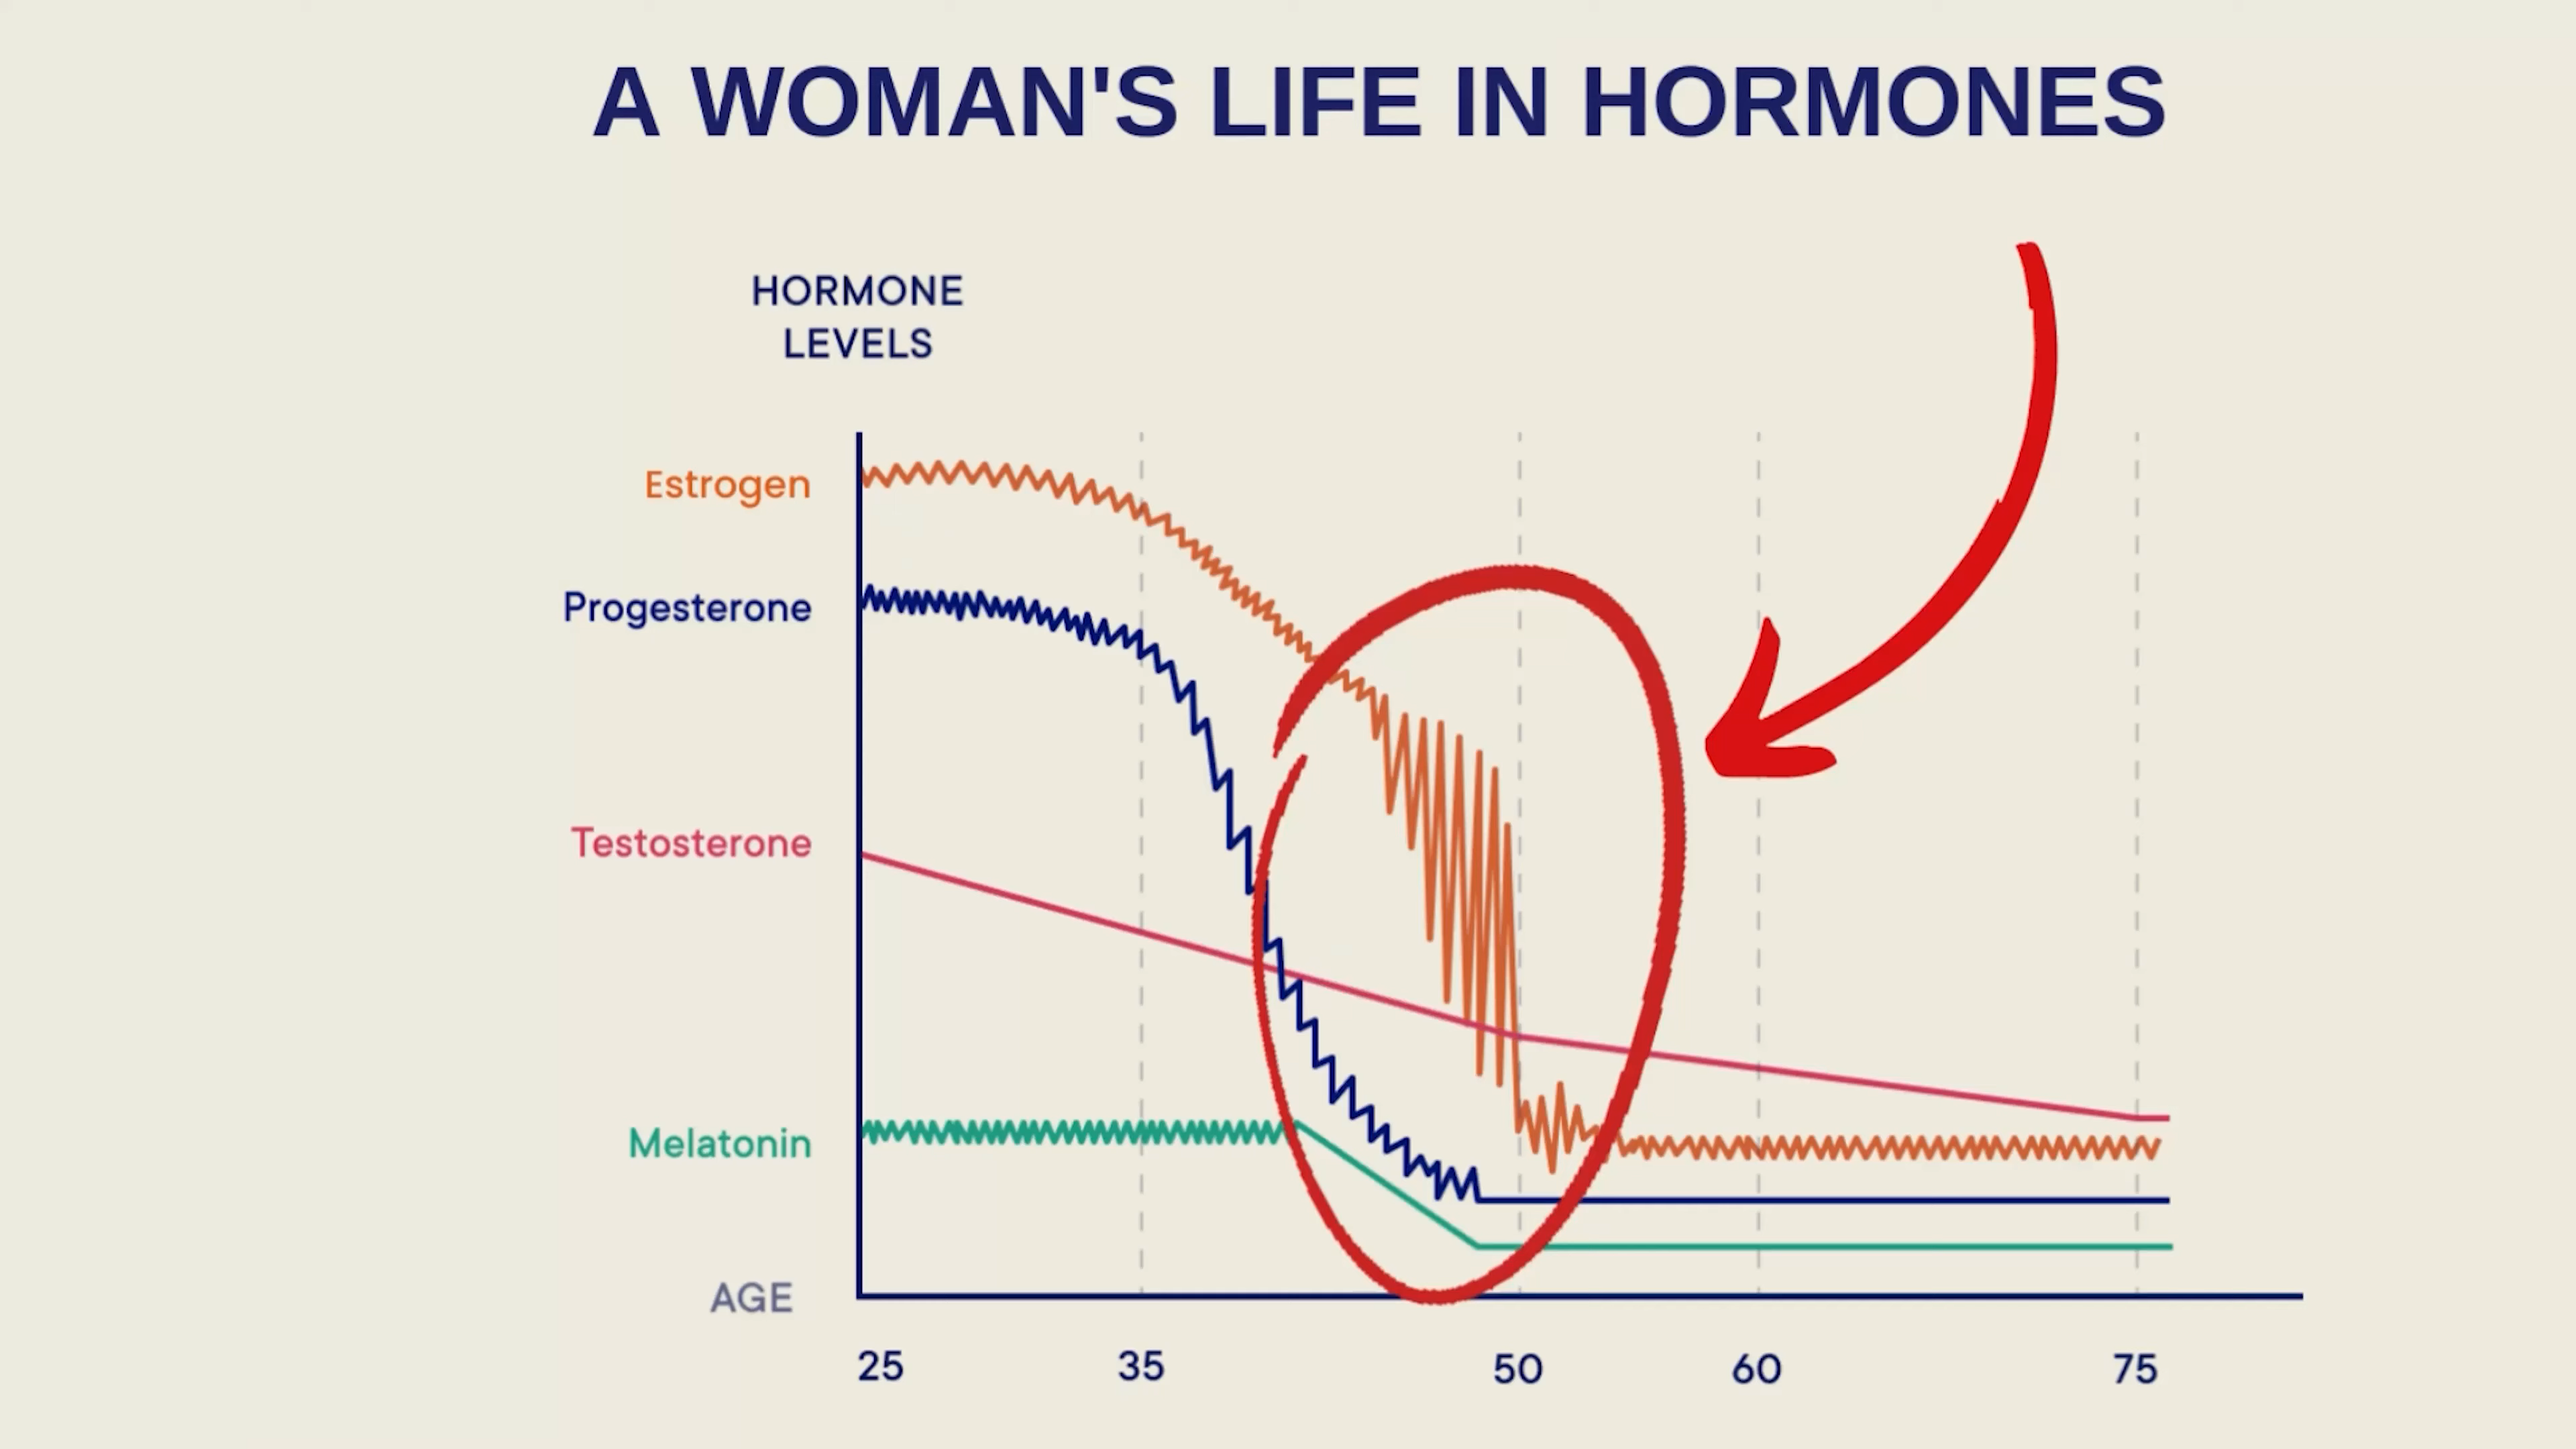 A WOMAN'S LIFE IN HORMONES
HORMONE
LEVELS
Estrogen
Progesterone
Testosterone
Melatonin
AGE
25 35 50 60 75